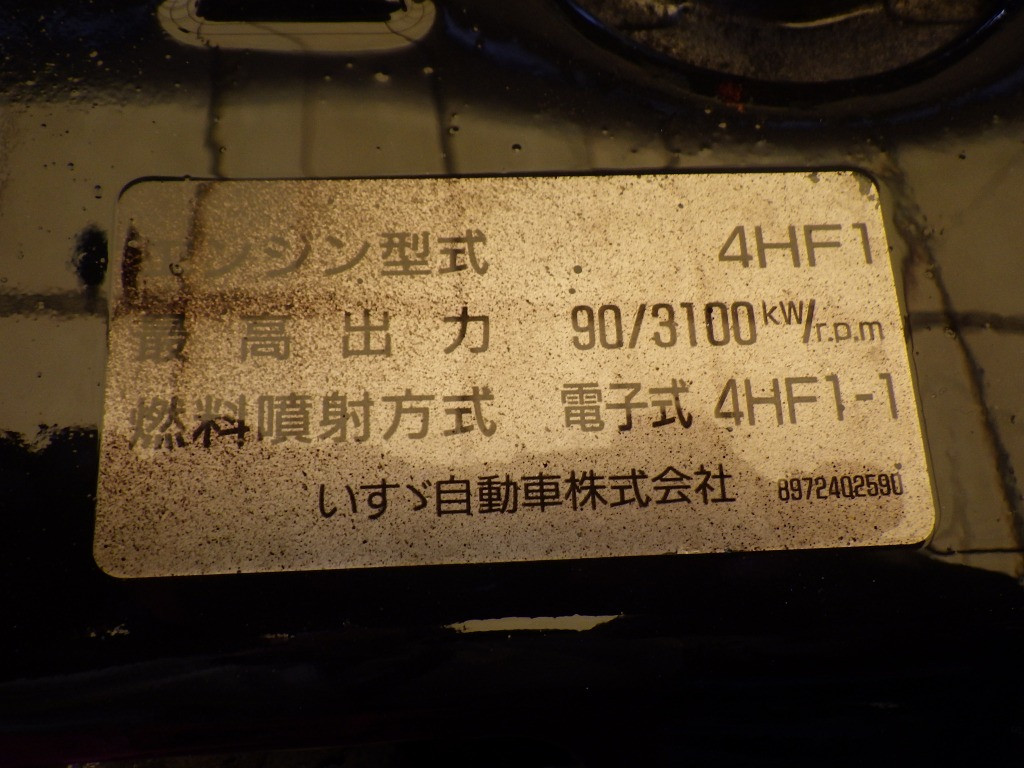 エンジン型式 4HF1
最高出力 90/3100 kW/r.p.m
燃料噴射方式 電子式 4HF1-1
いすゞ自動車株式会社 8972402590